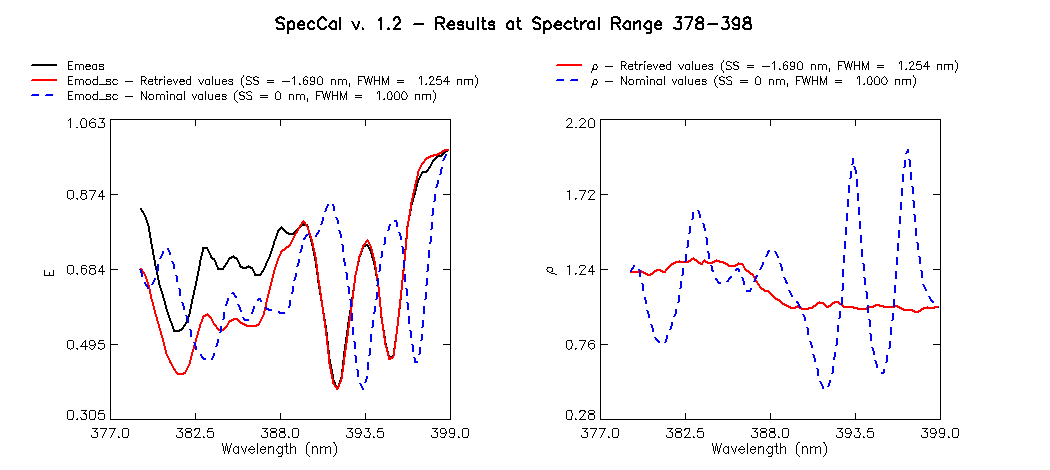 SpecCal v. 1.2 − Results at Spectral Range 378−398
Emeas
Emod_sc − Retrieved values (SS = −1.690 nm, FWHM =  1.254 nm)
Emod_sc − Nominal values (SS = 0 nm, FWHM =  1.000 nm)
ρ − Retrieved values (SS = −1.690 nm, FWHM =  1.254 nm)
ρ − Nominal values (SS = 0 nm, FWHM =  1.000 nm)
1.063
0.874
0.684
0.495
0.305
E
377.0 382.5 388.0 393.5 399.0
Wavelength (nm)
2.20
1.72
1.24
0.76
0.28
ρ
377.0 382.5 388.0 393.5 399.0
Wavelength (nm)